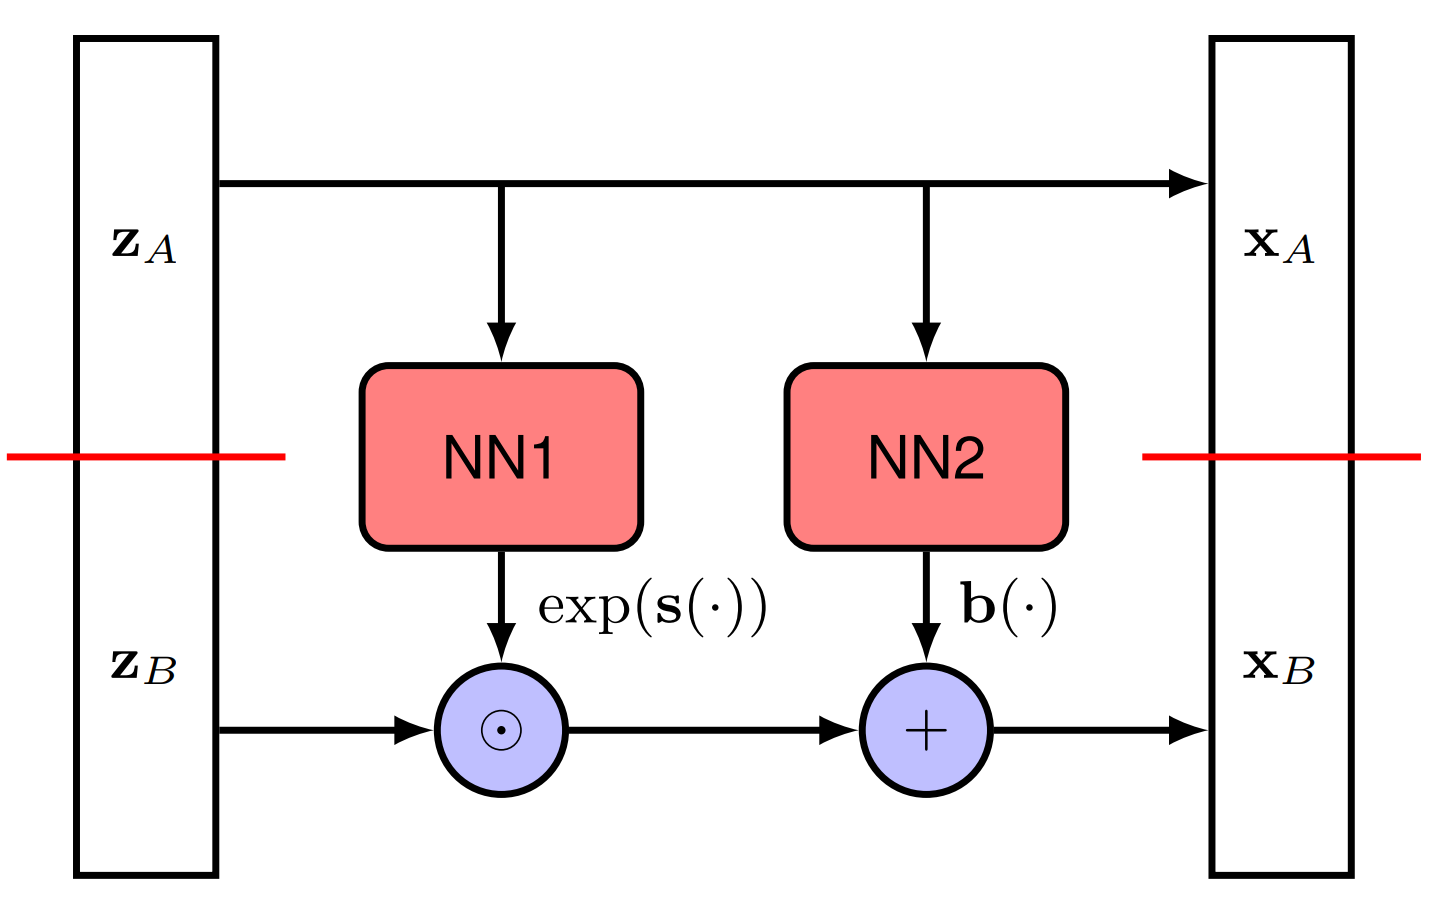 z_A
x_A
NN1
NN2
exp(s(·))
b(·)
z_B
x_B
⊙
+